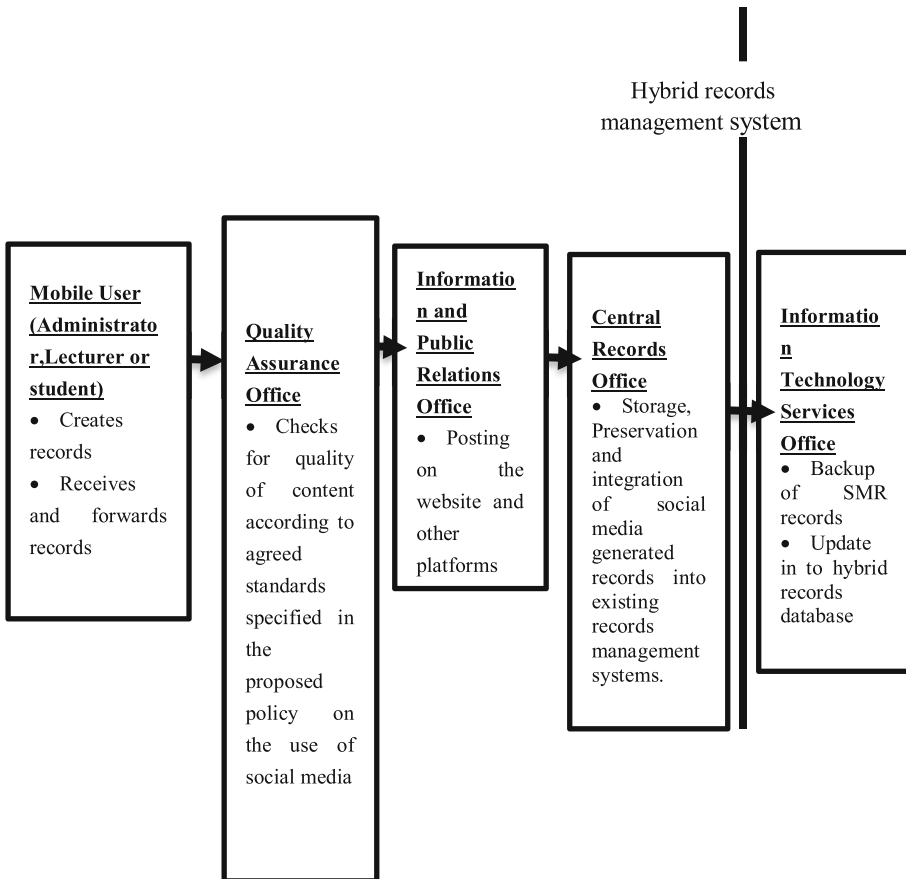 Hybrid records
management system
Mobile User
(Administrato
r,Lecturer or
student)
• Creates
records
• Receives
and forwards
records
Quality
Assurance
Office
• Checks
for quality
of content
according to
agreed
standards
specified in
the
proposed
policy on
the use of
social media
Informatio
n and
Public
Relations
Office
• Posting
on the
website and
other
platforms
Central
Records
Office
• Storage,
Preservation
and
integration
of social
media
generated
records into
existing
records
management
systems.
Informatio
n
Technology
Services
Office
• Backup
of SMR
records
• Update
in to hybrid
records
database